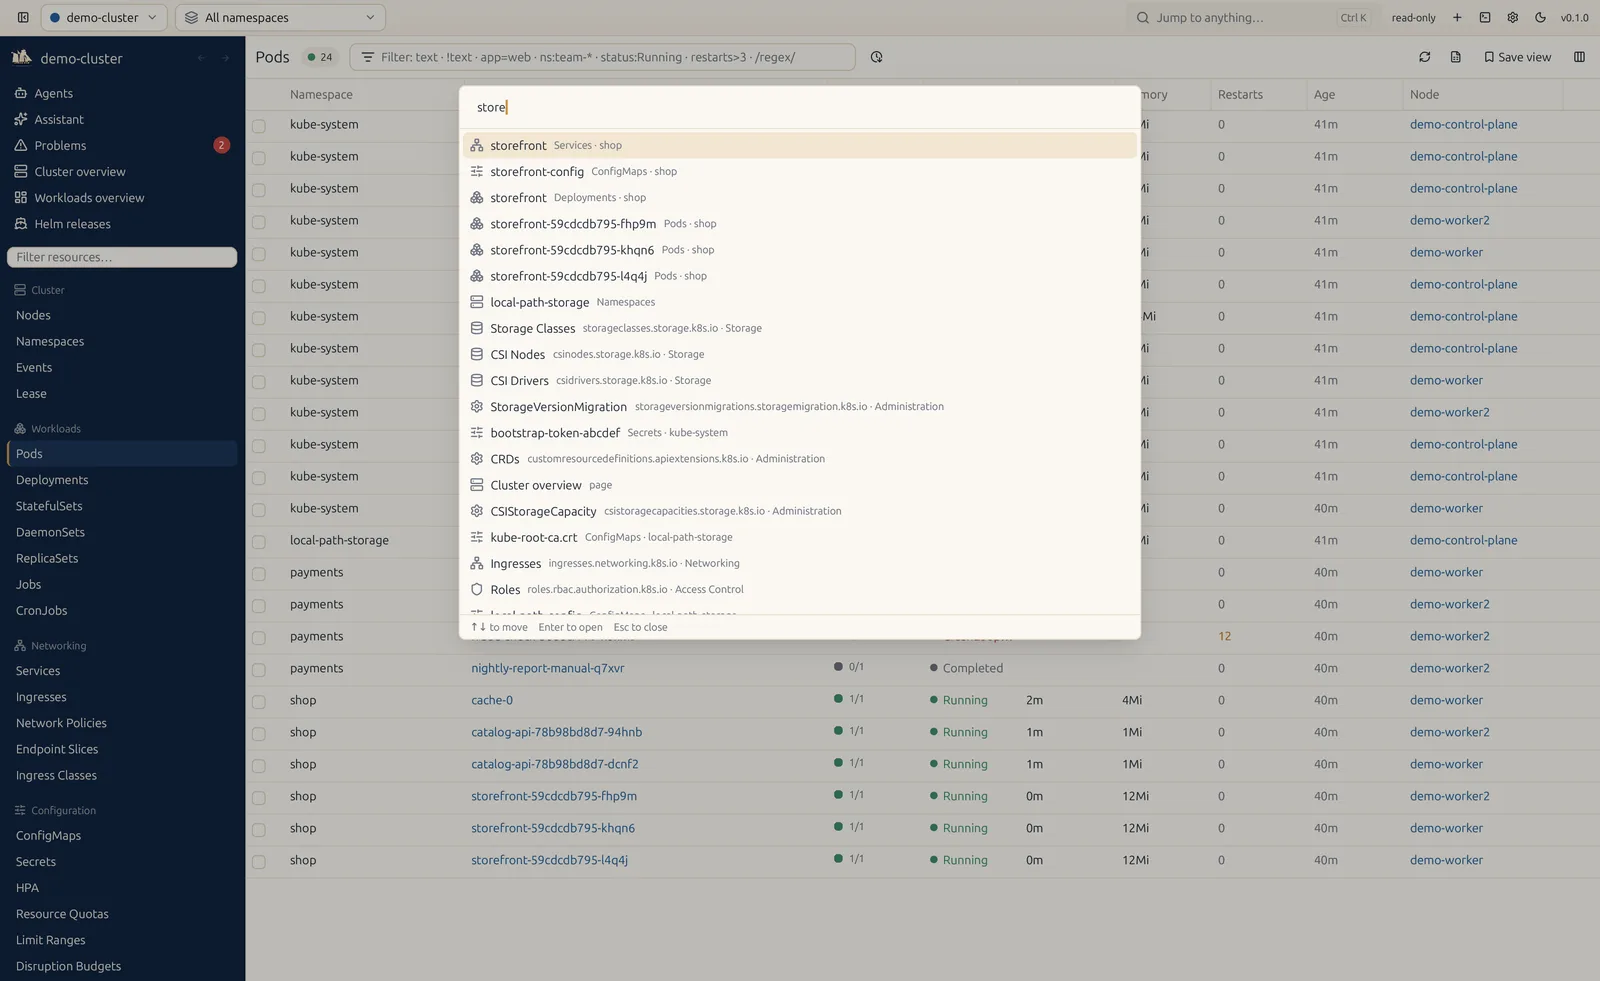 demo-cluster
All namespaces
Jump to anything…
Ctrl K
read-only
v0.1.0
demo-cluster
Agents
Assistant
Problems 2
Cluster overview
Workloads overview
Helm releases
Filter resources…
Cluster
Nodes
Namespaces
Events
Lease
Workloads
Pods
Deployments
StatefulSets
DaemonSets
ReplicaSets
Jobs
CronJobs
Networking
Services
Ingresses
Network Policies
Endpoint Slices
Ingress Classes
Configuration
ConfigMaps
Secrets
HPA
Resource Quotas
Limit Ranges
Disruption Budgets
Pods 24
Filter: text · !text · app=web · ns:team-* · status:Running · restarts>3 · /regex/
Save view
Namespace Restarts Age Node
kube-system 0 41m demo-control-plane
kube-system 0 41m demo-control-plane
kube-system 0 41m demo-control-plane
kube-system 0 41m demo-worker2
kube-system 0 41m demo-worker
kube-system 0 41m demo-control-plane
kube-system 0 41m demo-control-plane
kube-system 0 41m demo-control-plane
kube-system 0 41m demo-worker
kube-system 0 41m demo-worker2
kube-system 0 41m demo-control-plane
kube-system 0 41m demo-control-plane
kube-system 0 40m demo-worker
local-path-storage 0 41m demo-control-plane
payments 0 40m demo-worker
payments 0 40m demo-worker2
payments 12 40m demo-worker2
payments nightly-report-manual-q7xvr 0/1 Completed 0 40m demo-worker2
shop cache-0 1/1 Running 2m 4Mi 0 40m demo-worker
shop catalog-api-78b98bd8d7-94hnb 1/1 Running 1m 1Mi 0 40m demo-worker2
shop catalog-api-78b98bd8d7-dcnf2 1/1 Running 1m 1Mi 0 40m demo-worker
shop storefront-59cdcdb795-fhp9m 1/1 Running 0m 12Mi 0 40m demo-worker2
shop storefront-59cdcdb795-khqn6 1/1 Running 0m 12Mi 0 40m demo-worker
shop storefront-59cdcdb795-l4q4j 1/1 Running 0m 12Mi 0 40m demo-worker
store
storefront Services · shop
storefront-config ConfigMaps · shop
storefront Deployments · shop
storefront-59cdcdb795-fhp9m Pods · shop
storefront-59cdcdb795-khqn6 Pods · shop
storefront-59cdcdb795-l4q4j Pods · shop
local-path-storage Namespaces
Storage Classes storageclasses.storage.k8s.io · Storage
CSI Nodes csinodes.storage.k8s.io · Storage
CSI Drivers csidrivers.storage.k8s.io · Storage
StorageVersionMigration storageversionmigrations.storagemigration.k8s.io · Administration
bootstrap-token-abcdef Secrets · kube-system
CRDs customresourcedefinitions.apiextensions.k8s.io · Administration
Cluster overview page
CSIStorageCapacity csistoragecapacities.storage.k8s.io · Administration
kube-root-ca.crt ConfigMaps · local-path-storage
Ingresses ingresses.networking.k8s.io · Networking
Roles roles.rbac.authorization.k8s.io · Access Control
local-path-config ConfigMaps · local-path-storage
↑↓ to move Enter to open Esc to close